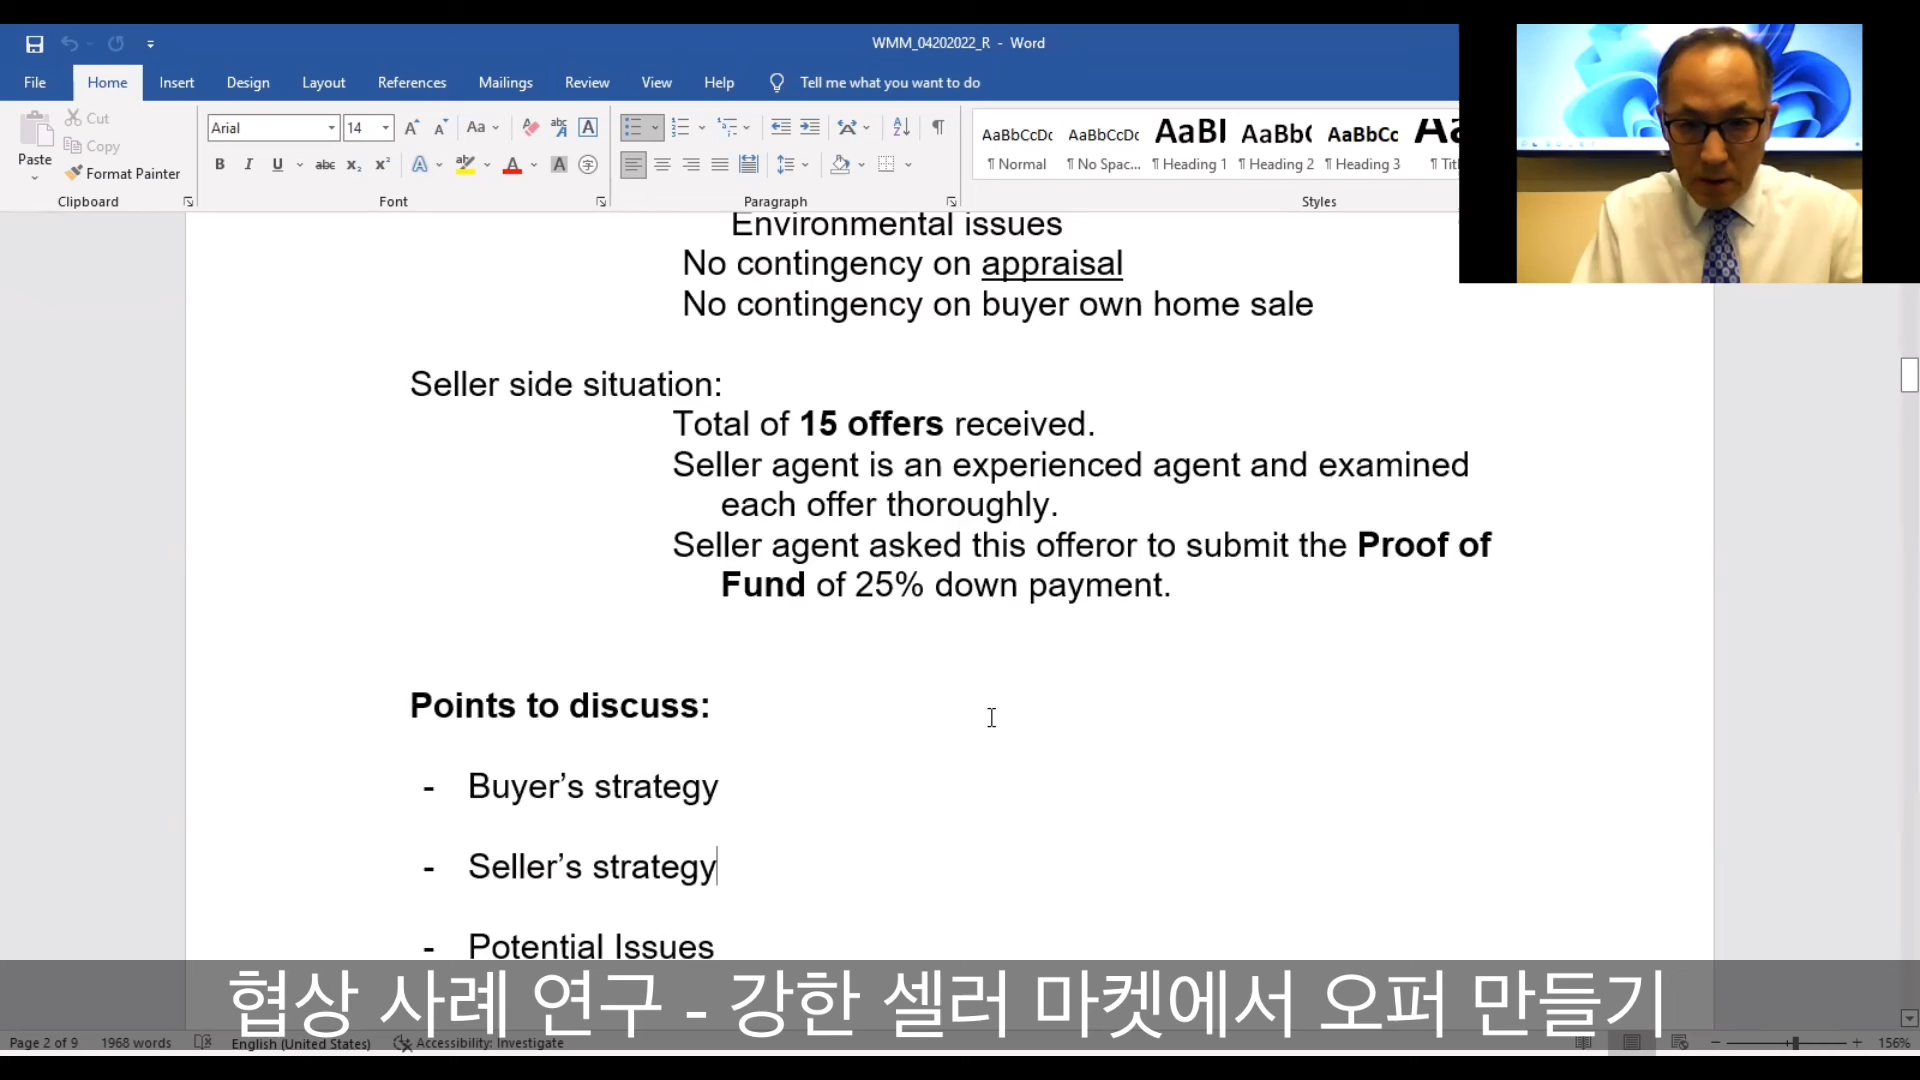 WMM_04202022_R - Word
File Home Insert Design Layout References Mailings Review View Help Tell me what you want to do
Cut
Copy
Paste
Format Painter
Arial 14
Aa
B I U abc x₂ x² A
AaBbCcDc AaBbCcDc AaBl AaBb( AaBbCc
¶ Normal ¶ No Spac... ¶ Heading 1 ¶ Heading 2 ¶ Heading 3
Clipboard Font Paragraph Styles
Environmental issues
No contingency on appraisal
No contingency on buyer own home sale
Seller side situation:
Total of 15 offers received.
Seller agent is an experienced agent and examined
each offer thoroughly.
Seller agent asked this offeror to submit the Proof of
Fund of 25% down payment.
Points to discuss:
- Buyer’s strategy
- Seller’s strategy
- Potential Issues
협상 사례 연구 - 강한 셀러 마켓에서 오퍼 만들기
Page 2 of 9 1968 words English (United States) Accessibility: Investigate 156%